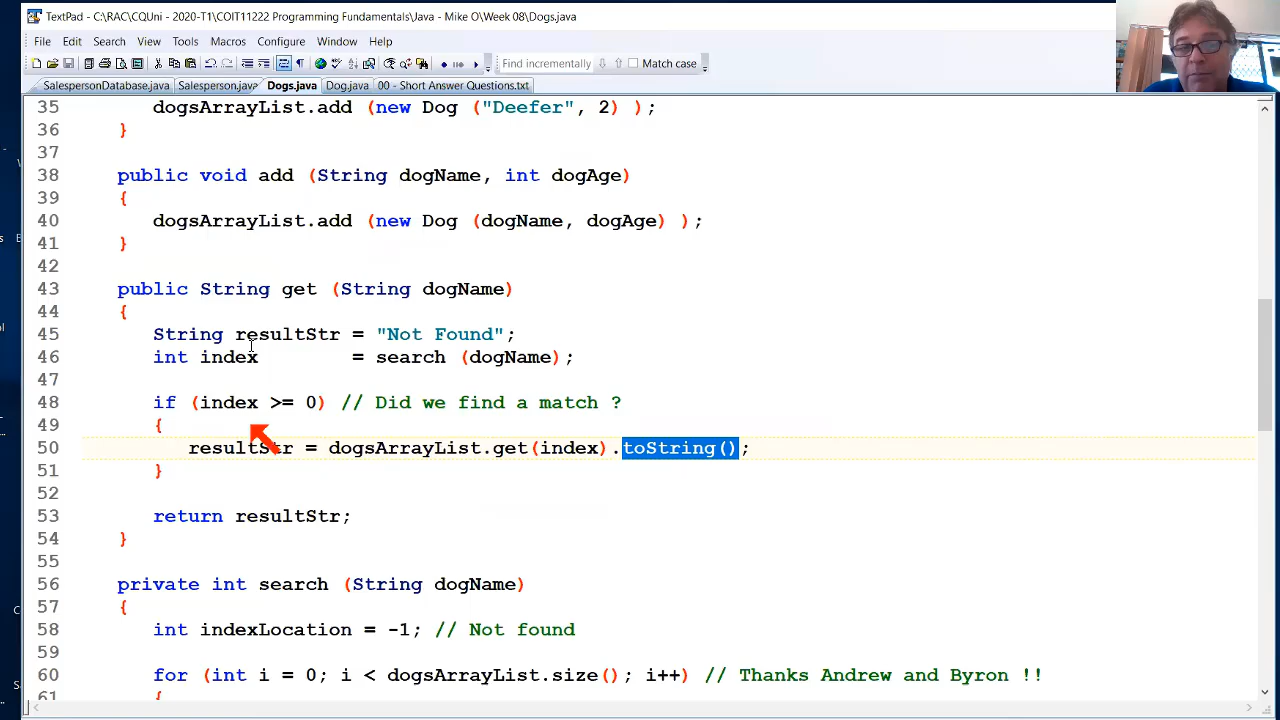 TextPad - C:\RAC\CQUni - 2020-T1\COIT11222 Programming Fundamentals\Java - Mike O\Week 08\Dogs.java
File Edit Search View Tools Macros Configure Window Help
Find incrementally Match case
SalespersonDatabase.java Salesperson.java Dogs.java Dog.java 00 - Short Answer Questions.txt
35 dogsArrayList.add (new Dog ("Deefer", 2) );
36 }
37
38 public void add (String dogName, int dogAge)
39 {
40 dogsArrayList.add (new Dog (dogName, dogAge) );
41 }
42
43 public String get (String dogName)
44 {
45 String resultStr = "Not Found";
46 int index = search (dogName);
47
48 if (index >= 0) // Did we find a match ?
49 {
50 resultStr = dogsArrayList.get(index).toString();
51 }
52
53 return resultStr;
54 }
55
56 private int search (String dogName)
57 {
58 int indexLocation = -1; // Not found
59
60 for (int i = 0; i < dogsArrayList.size(); i++) // Thanks Andrew and Byron !!
61 {